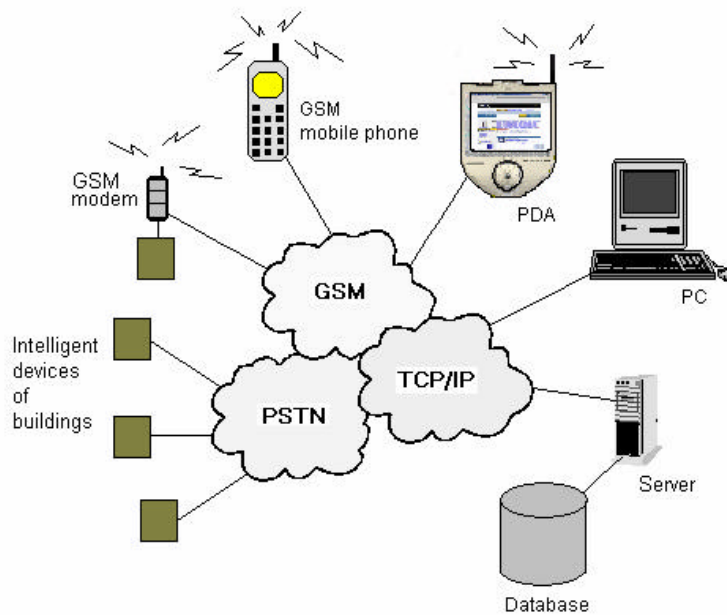 GSM
mobile phone
GSM
modem
PDA
PC
GSM
Intelligent
devices
of
buildings
TCP/IP
PSTN
Server
Database